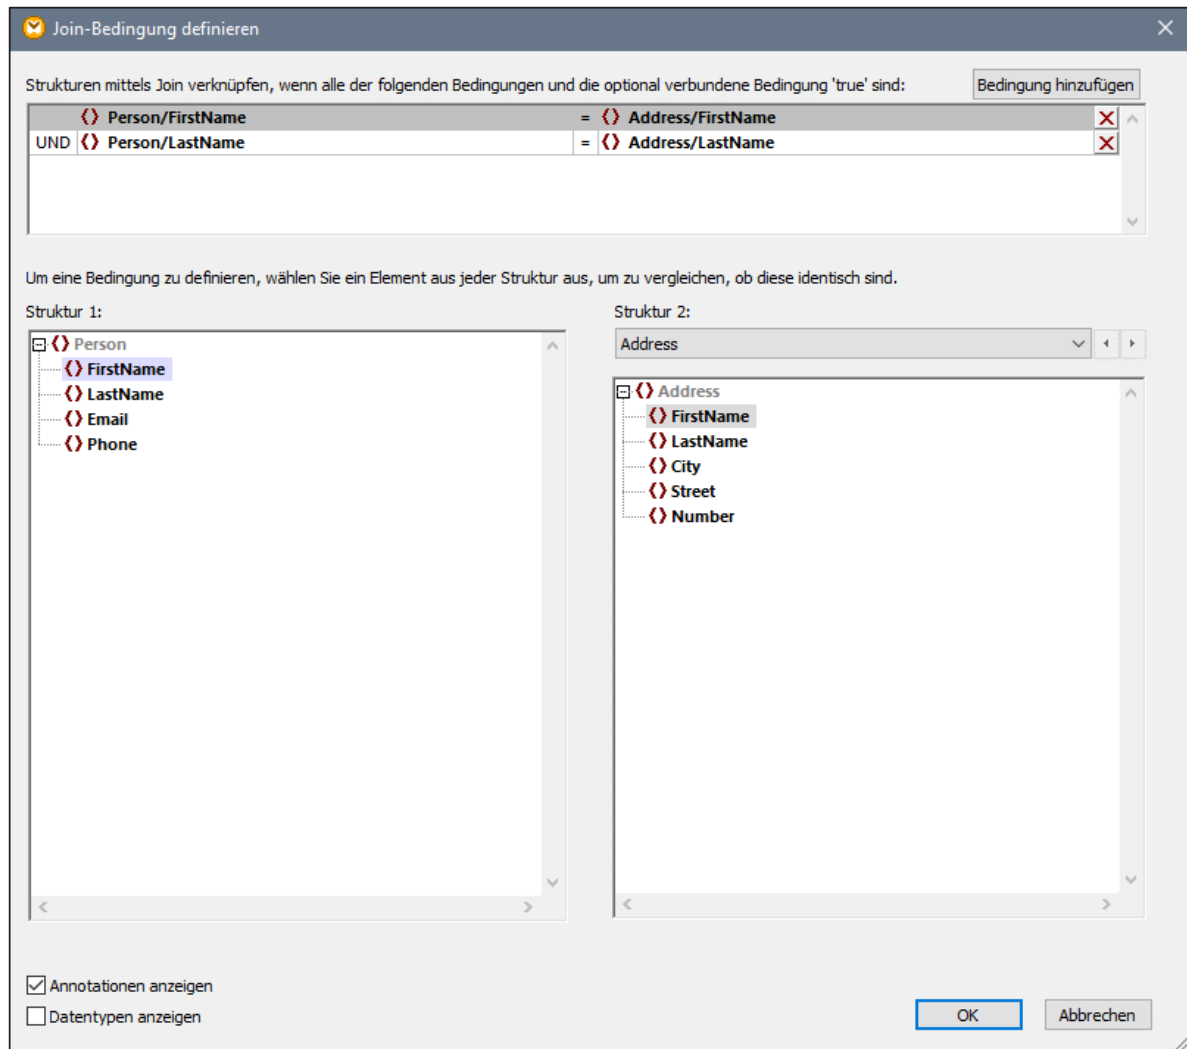 Join-Bedingung definieren
Strukturen mittels Join verknüpfen, wenn alle der folgenden Bedingungen und die optional verbundene Bedingung 'true' sind:
Bedingung hinzufügen
Person/FirstName = Address/FirstName
UND Person/LastName = Address/LastName
Um eine Bedingung zu definieren, wählen Sie ein Element aus jeder Struktur aus, um zu vergleichen, ob diese identisch sind.
Struktur 1:
Person
FirstName
LastName
Email
Phone
Struktur 2:
Address
Address
FirstName
LastName
City
Street
Number
Annotationen anzeigen
Datentypen anzeigen
OK
Abbrechen